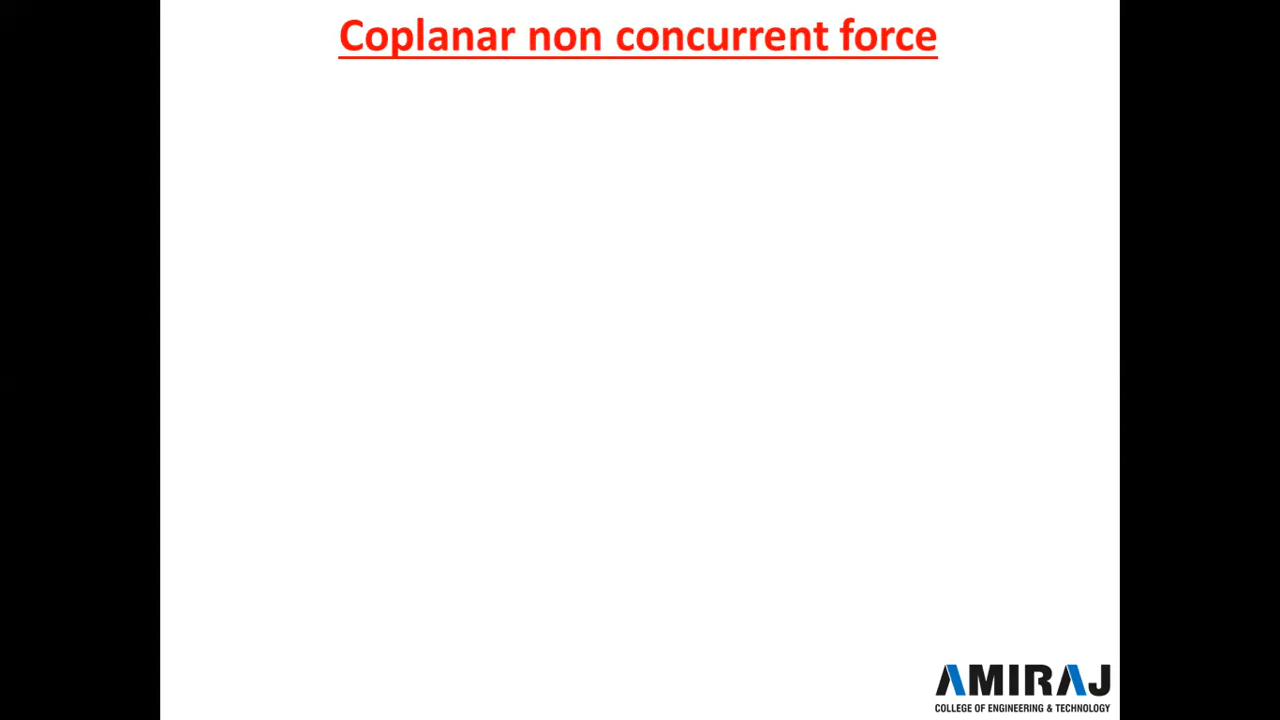 Coplanar non concurrent force
AMIRAJ
COLLEGE OF ENGINEERING & TECHNOLOGY